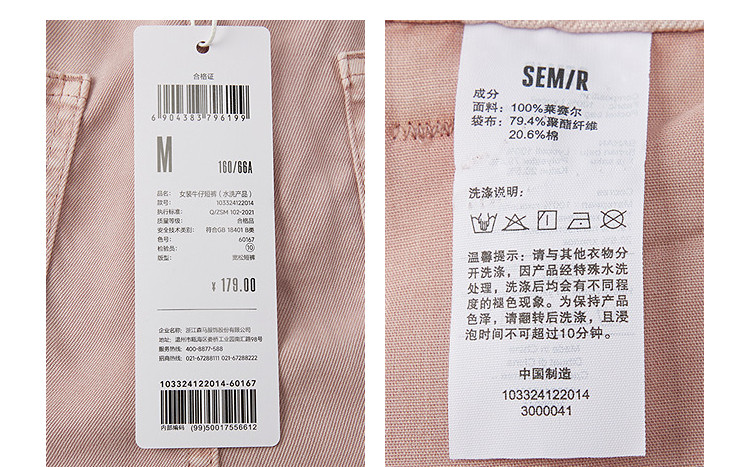 合格证
6 904383 796199
M
160/66A
品名: 女装牛仔短裤（水洗产品）
款号: 103324122014
执行标准: Q/ZSM 102-2021
质量等级: 合格品
安全技术类别: 符合GB 18401 B类
色号: 60167
检验员: 10
版型: 宽松短裤
¥ 179.00
企业名称: 浙江森马服饰股份有限公司
地址: 温州市瓯海区娄桥工业园南汇路98号
服务热线: 400-8877-588
招商热线: 021-67288111 021-67288222
103324122014-60167
内部编码 (99)50017556612
SEM/R
成分
面料: 100%莱赛尔
袋布: 79.4%聚酯纤维
20.6%棉
洗涤说明:
温馨提示: 请与其他衣物分
开洗涤, 因产品经特殊水洗
处理, 洗涤后均会有不同程
度的褪色现象。为保持产品
色泽, 请翻转后洗涤, 且浸
泡时间不可超过10分钟。
中国制造
103324122014
3000041